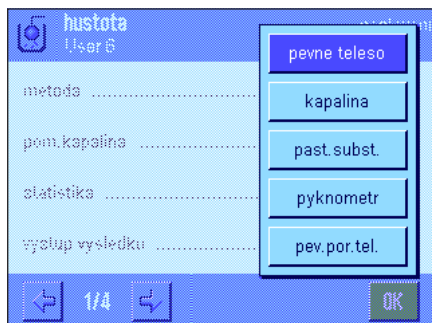 hustota
User 6
metoda
pom.kapalina
statistika
vystup vysledku
pevne teleso
kapalina
past.subst.
pyknometr
pev.por.tel.
1/4
OK